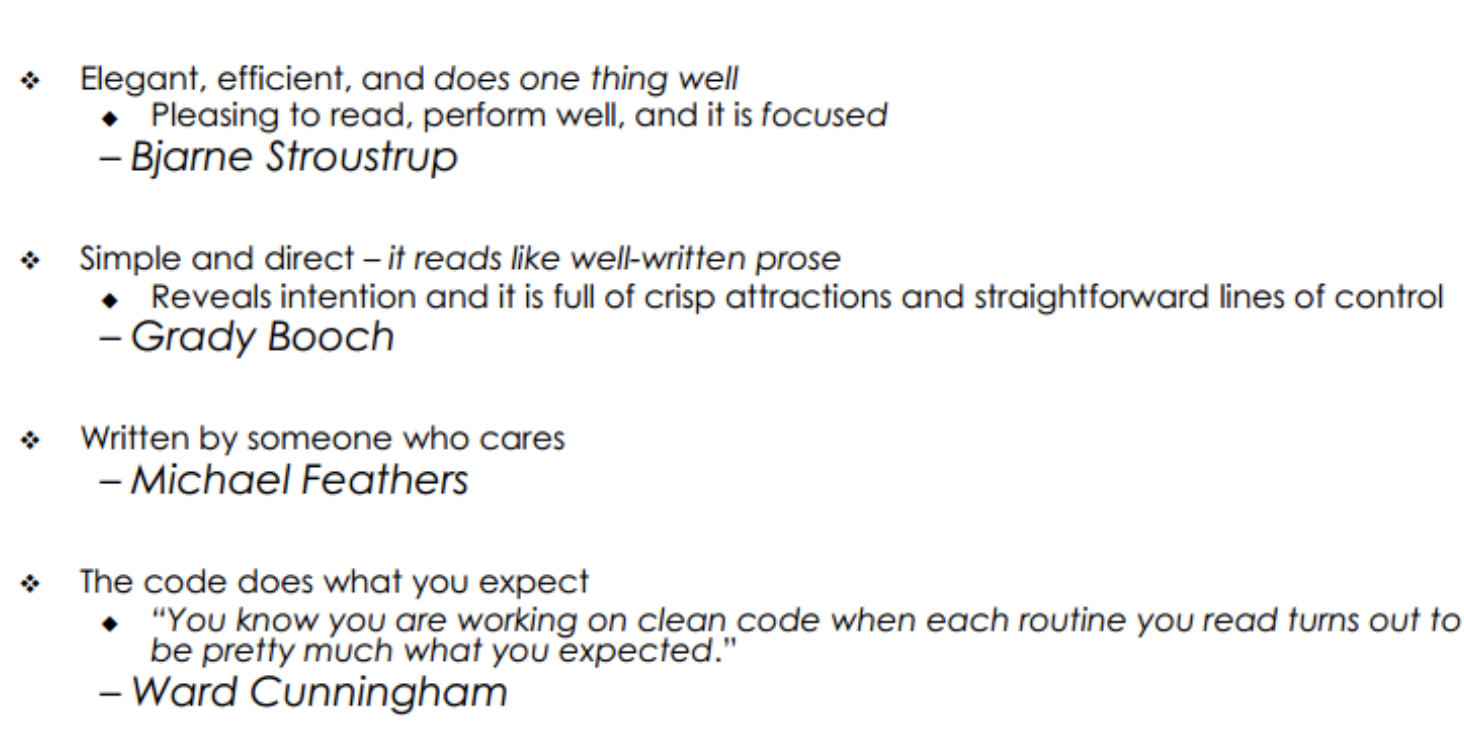 ❖ Elegant, efficient, and does one thing well
◆ Pleasing to read, perform well, and it is focused
– Bjarne Stroustrup
❖ Simple and direct – it reads like well-written prose
◆ Reveals intention and it is full of crisp attractions and straightforward lines of control
– Grady Booch
❖ Written by someone who cares
– Michael Feathers
❖ The code does what you expect
◆ “You know you are working on clean code when each routine you read turns out to
be pretty much what you expected.”
– Ward Cunningham